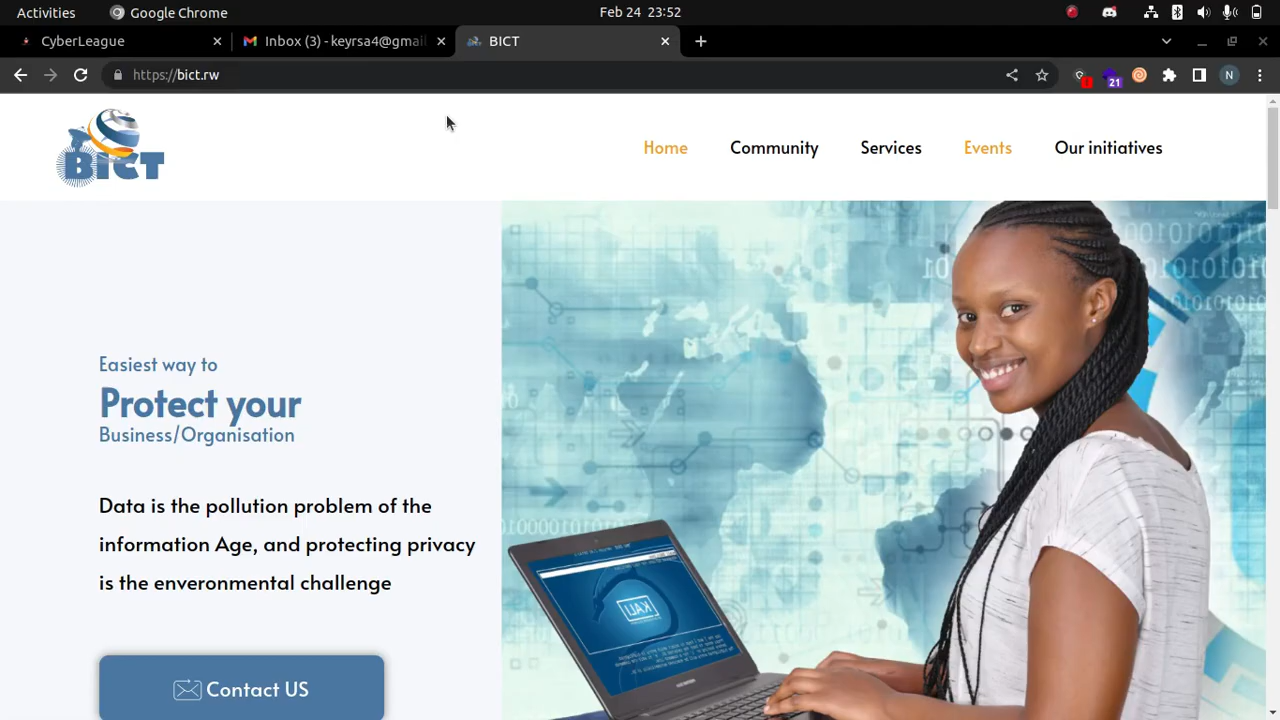 Activities
Google Chrome
Feb 24 23:52
CyberLeague
Inbox (3) - keyrsa4@gmai
BICT
https://bict.rw
21
N
BICT
Home
Community
Services
Events
Our initiatives
Easiest way to
Protect your
Business/Organisation
Data is the pollution problem of the
information Age, and protecting privacy
is the enveronmental challenge
Contact US